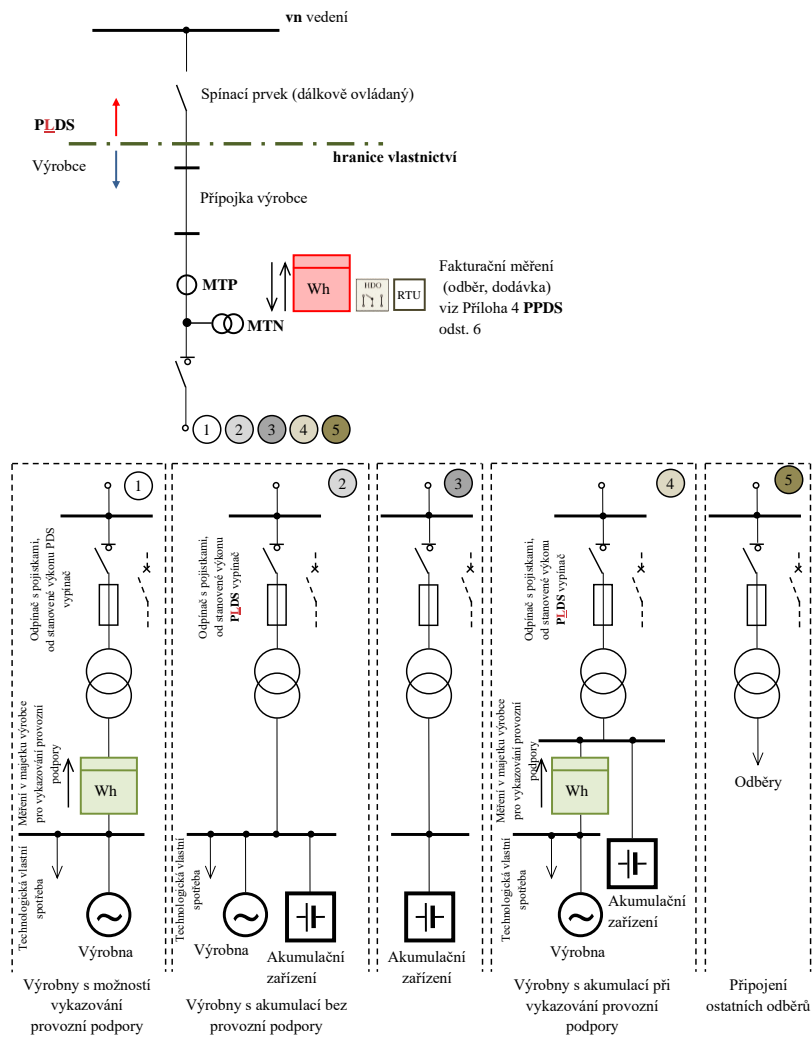 vn vedení
Spínací prvek (dálkově ovládaný)
PLDS
hranice vlastnictví
Výrobce
Přípojka výrobce
MTP
Wh
HDO
RTU
Fakturační měření
(odběr, dodávka)
viz Příloha 4 PPDS
odst. 6
MTN
1 2 3 4 5
1
Odpínač s pojistkami,
od stanovené výkonu PDS
vypínač
Měření v majetku výrobce
pro vykazování provozní
podpory
Wh
Technologická vlastní
spotřeba
Výrobna
Výrobny s možností
vykazování
provozní podpory
2
Odpínač s pojistkami,
od stanovené výkonu
PLDS vypínač
Technologická vlastní
spotřeba
Výrobna
Akumulační
zařízení
Výrobny s akumulací bez
provozní podpory
3
Akumulační
zařízení
4
Odpínač s pojistkami,
od stanovené výkonu
PLDS vypínač
Měření v majetku výrobce
pro vykazování provozní
podpory
Wh
Technologická vlastní
spotřeba
Výrobna
Akumulační
zařízení
Výrobny s akumulací při
vykazování provozní
podpory
5
Odběry
Připojení
ostatních odběrů